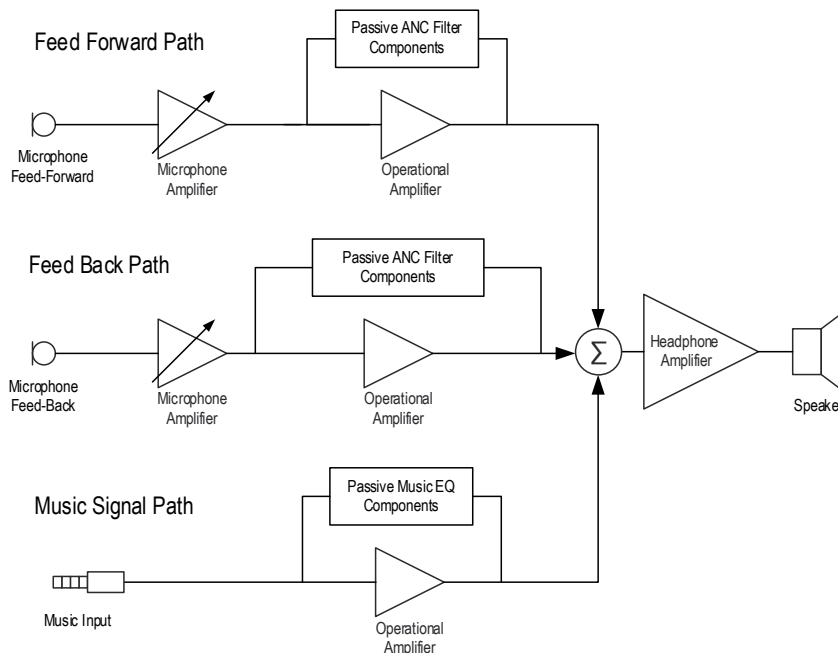 Feed Forward Path
Passive ANC Filter
Components
Microphone
Feed-Forward
Microphone
Amplifier
Operational
Amplifier
Feed Back Path
Passive ANC Filter
Components
Microphone
Feed-Back
Microphone
Amplifier
Operational
Amplifier
Σ
Headphone
Amplifier
Speake
Music Signal Path
Passive Music EQ
Components
Music Input
Operational
Amplifier